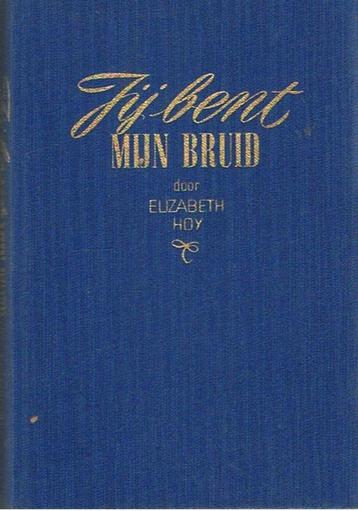 Jij bent
MIJN BRUID
door
ELIZABETH
HOY